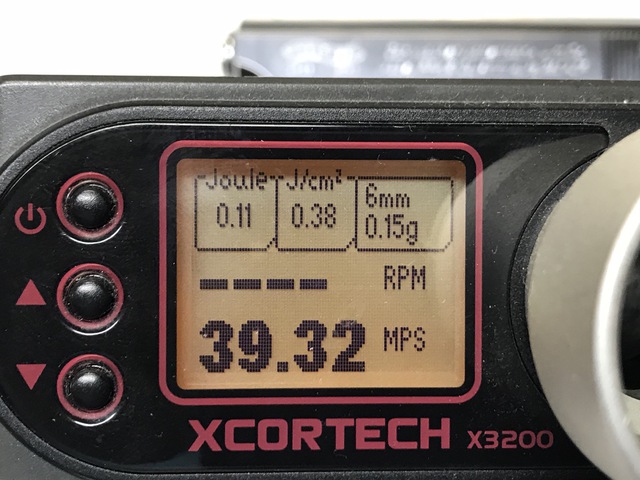 Joule J/cm² 6mm
0.11 0.38 0.15g
---- RPM
39.32 MPS
XCORTECH X3200